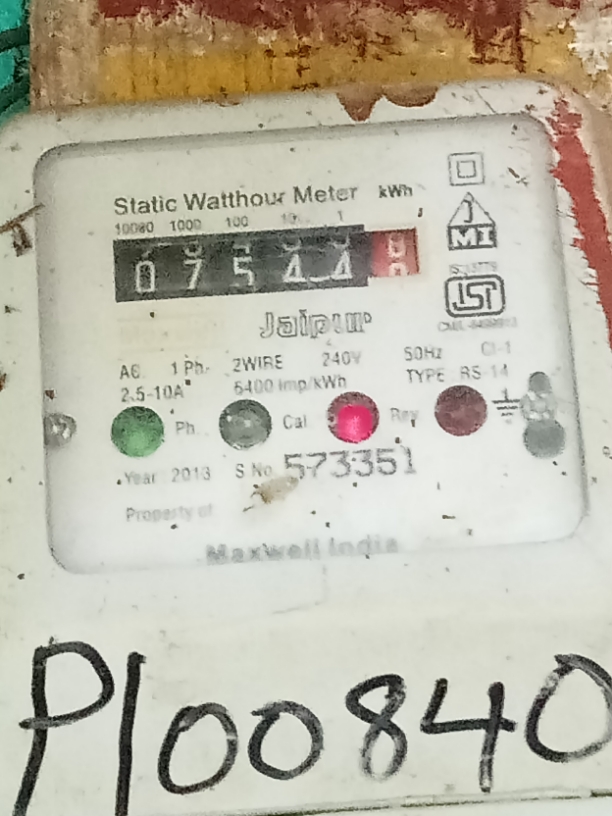 Static Watthour Meter kWh
10000 1000 100 10 1
0 7 5 4 4
MI
ISI
Jaipur
AC 1 Ph. 2WIRE 240V 50Hz Cl-1
2.5-10A 6400 imp/kWh TYPE RS-14
Ph. Cal Rev
Year 2013 S No. 573351
Property of
Maxwell India
P100840